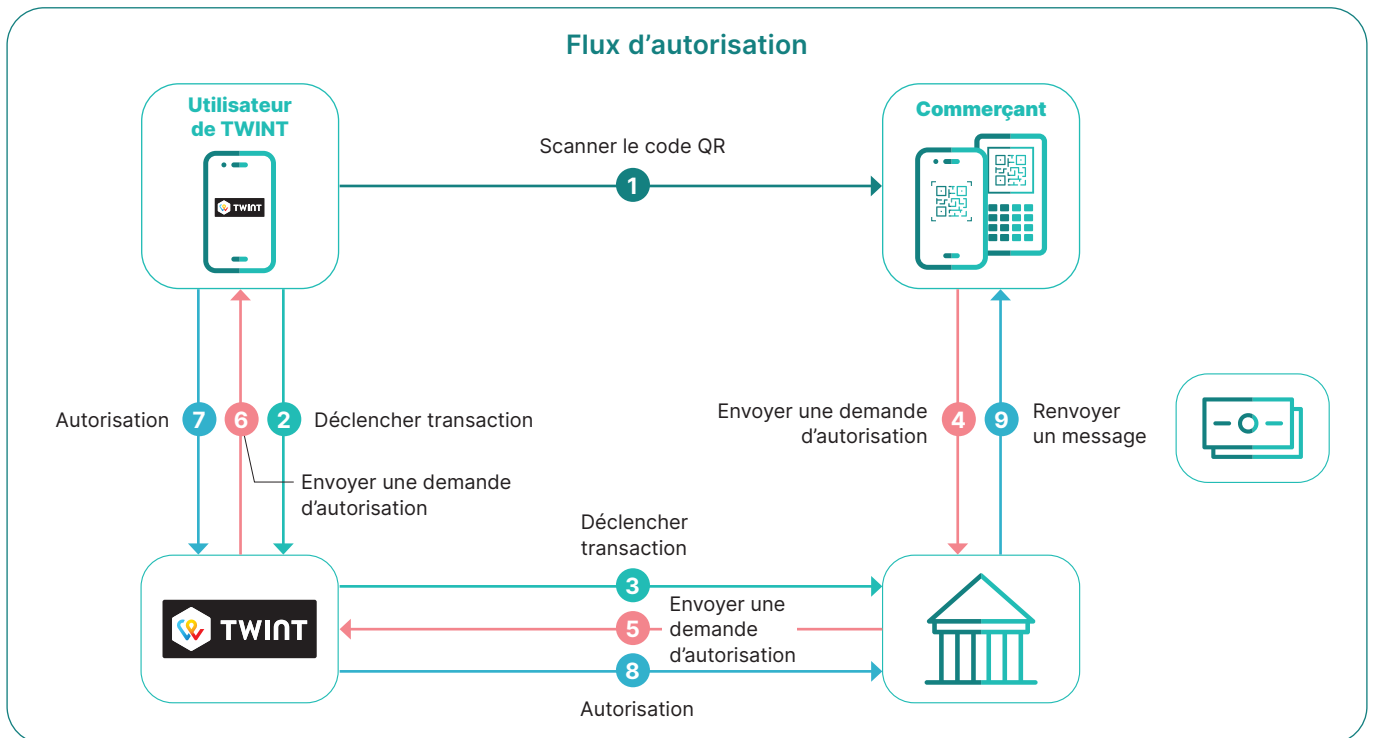 Flux d’autorisation
Utilisateur
de TWINT
TWINT
Commerçant
Scanner le code QR
1
Autorisation
7
6
2
Déclencher transaction
Envoyer une demande
d’autorisation
Envoyer une demande
d’autorisation
4
9
Renvoyer
un message
Déclencher
transaction
3
TWINT
Envoyer une
demande
d’autorisation
5
8
Autorisation